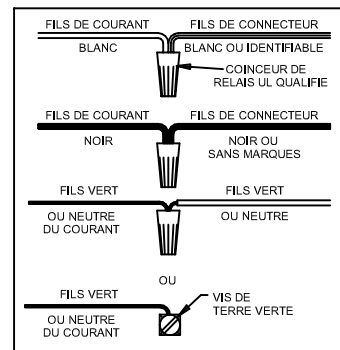 FILS DE COURANT FILS DE CONNECTEUR
BLANC BLANC OU IDENTIFIABLE
COINCEUR DE
RELAIS UL QUALIFIE
FILS DE COURANT FILS DE CONNECTEUR
NOIR NOIR OU
SANS MARQUES
FILS VERT FILS VERT
OU NEUTRE OU NEUTRE
DU COURANT
OU
FILS VERT VIS DE
TERRE VERTE
OU NEUTRE
DU COURANT